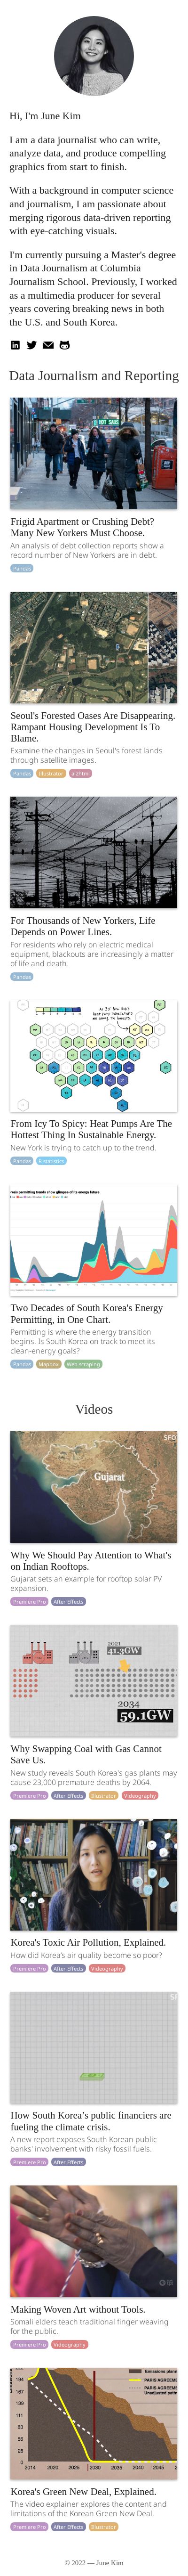 Hi, I'm June Kim
I am a data journalist who can write,
analyze data, and produce compelling
graphics from start to finish.
With a background in computer science
and journalism, I am passionate about
merging rigorous data-driven reporting
with eye-catching visuals.
I'm currently pursuing a Master's degree
in Data Journalism at Columbia
Journalism School. Previously, I worked
as a multimedia producer for several
years covering breaking news in both
the U.S. and South Korea.
Data Journalism and Reporting
Frigid Apartment or Crushing Debt?
Many New Yorkers Must Choose.
An analysis of debt collection reports show a
record number of New Yorkers are in debt.
Pandas
Seoul's Forested Oases Are Disappearing.
Rampant Housing Development Is To
Blame.
Examine the changes in Seoul's forest lands
through satellite images.
Pandas Illustrator ai2html
For Thousands of New Yorkers, Life
Depends on Power Lines.
For residents who rely on electric medical
equipment, blackouts are increasingly a matter
of life and death.
Pandas
From Icy To Spicy: Heat Pumps Are The
Hottest Thing In Sustainable Energy.
New York is trying to catch up to the trend.
Pandas R statistics
Two Decades of South Korea's Energy
Permitting, in One Chart.
Permitting is where the energy transition
begins. Is South Korea on track to meet its
clean-energy goals?
Pandas Mapbox Web scraping
Videos
Gujarat
Why We Should Pay Attention to What's
on Indian Rooftops.
Gujarat sets an example for rooftop solar PV
expansion.
Premiere Pro After Effects
2021
2034
59.1GW
Why Swapping Coal with Gas Cannot
Save Us.
New study reveals South Korea's gas plants may
cause 23,000 premature deaths by 2064.
Premiere Pro After Effects Illustrator Videography
Korea's Toxic Air Pollution, Explained.
How did Korea's air quality become so poor?
Premiere Pro After Effects Videography
How South Korea’s public financiers are
fueling the climate crisis.
A new report exposes South Korean public
banks' involvement with risky fossil fuels.
Premiere Pro After Effects
Making Woven Art without Tools.
Somali elders teach traditional finger weaving
for the public.
Premiere Pro Videography
Emissions plan
PARIS AGREEM
PARIS AGREEM
194
167
139
111
83
56
28
0
2014 2020 2025 2030 2035 2040 2045
Korea's Green New Deal, Explained.
The video explainer explores the content and
limitations of the Korean Green New Deal.
Premiere Pro After Effects Illustrator
© 2022 — June Kim